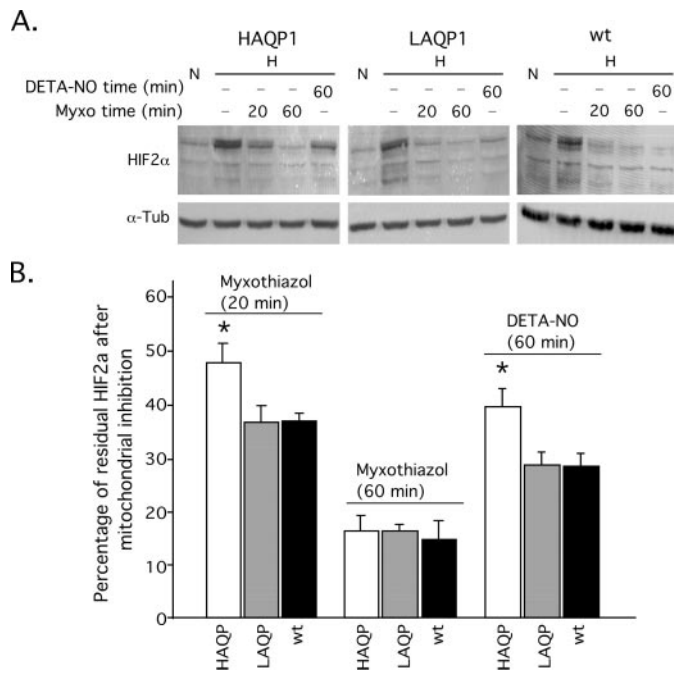 A.
HAQP1 LAQP1 wt
N H N H N H
DETA-NO time (min) – – – 60 – – – 60 – – – 60
Myxo time(min) – 20 60 – – 20 60 – – 20 60 –
HIF2α
α-Tub
B.
Percentage of residual HIF2a after
mitochondrial inhibition
60
50
40
30
20
10
0
Myxothiazol
(20 min)
*
Myxothiazol
(60 min)
DETA-NO
(60 min)
*
HAQP LAQP wt HAQP LAQP wt HAQP LAQP wt